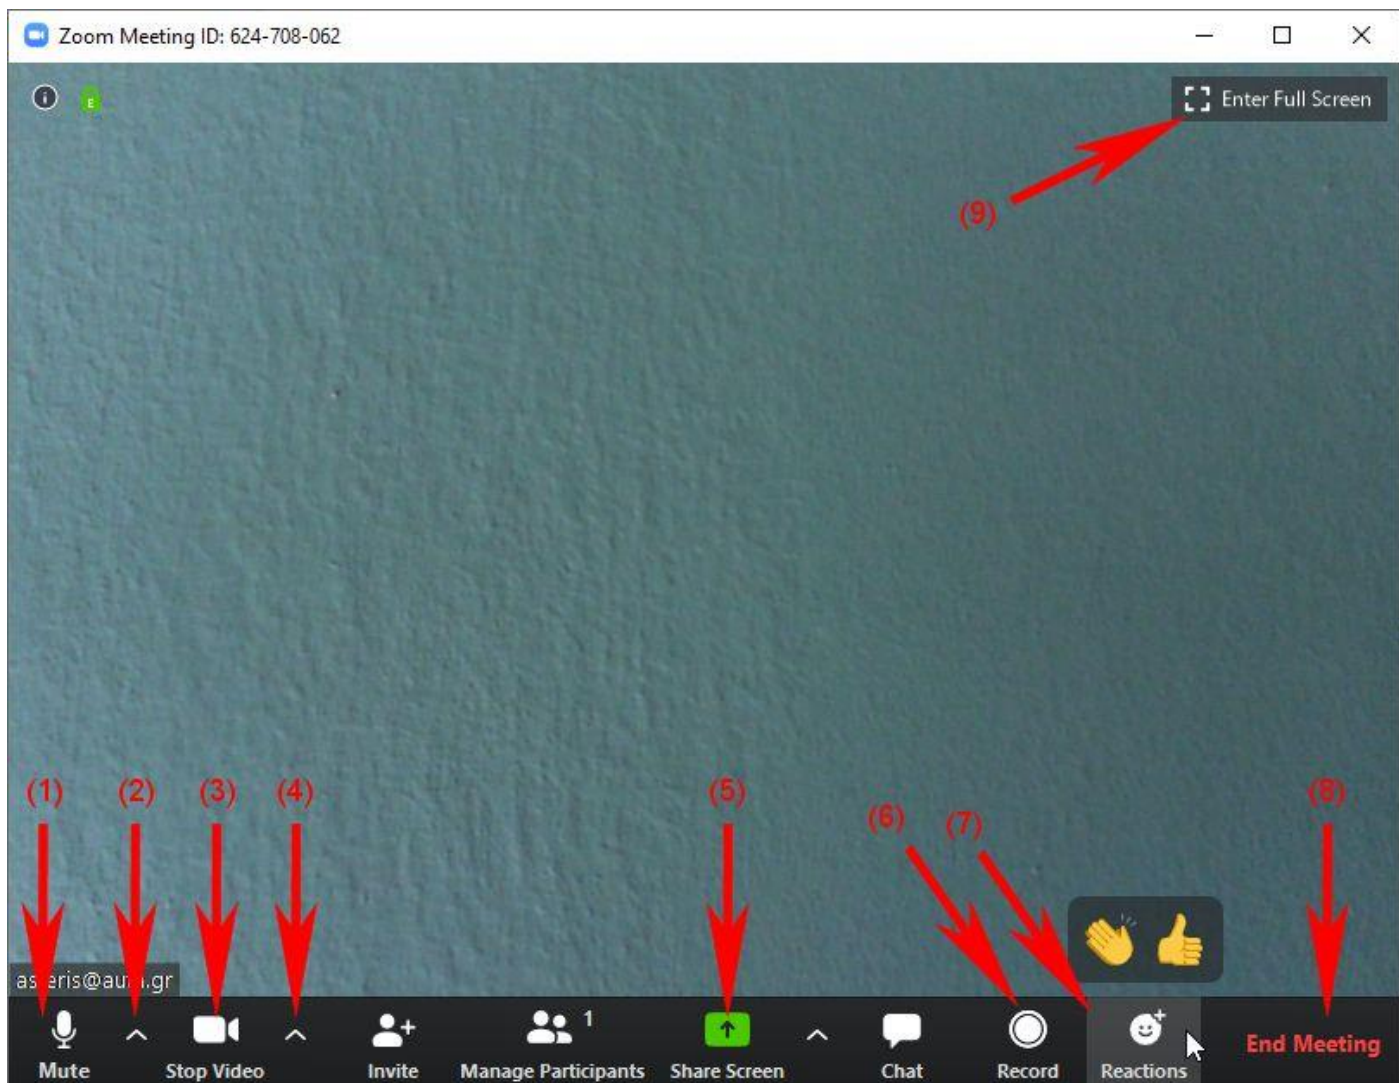 Zoom Meeting ID: 624-708-062
i
E
Enter Full Screen
(9)
(1) (2) (3) (4) (5) (6) (7) (8)
1
Mute Stop Video Invite Manage Participants Share Screen Chat Record Reactions End Meeting